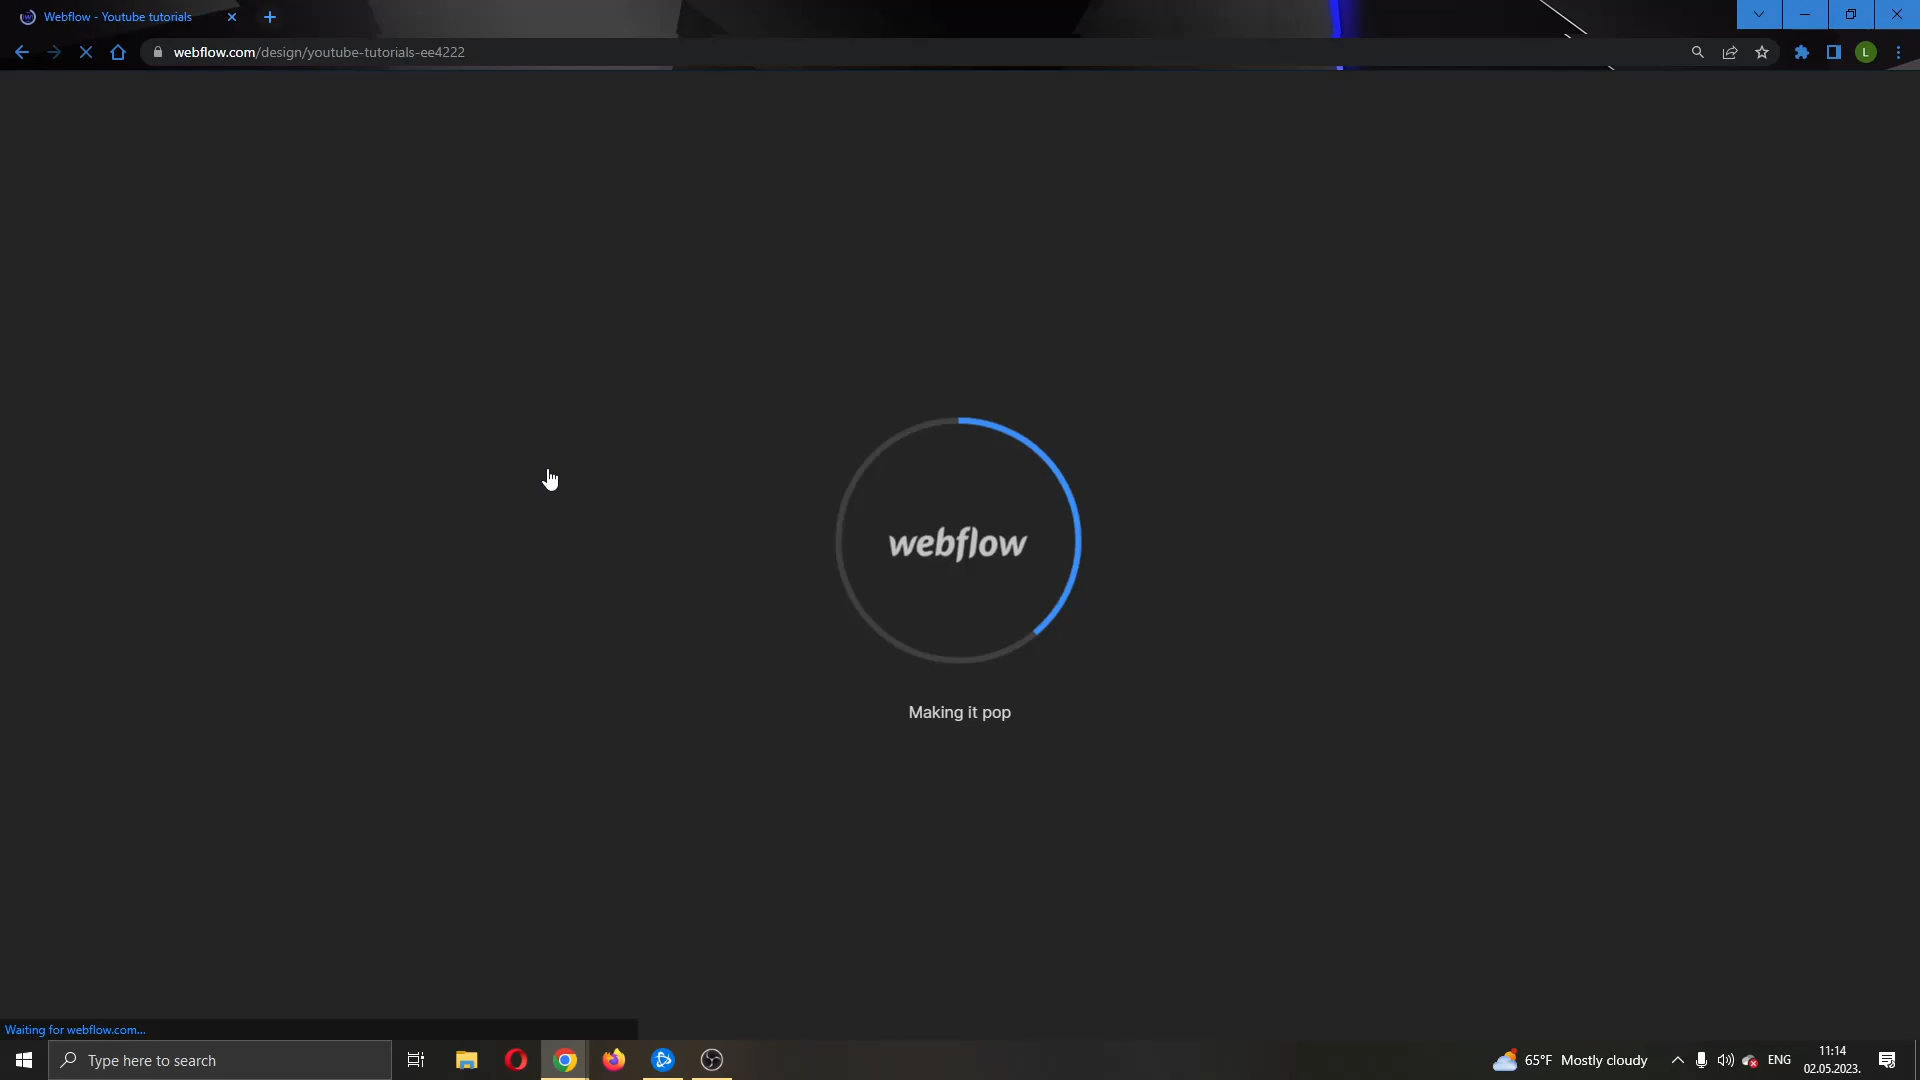 Webflow - Youtube tutorials
webflow.com/design/youtube-tutorials-ee4222
L
webflow
Making it pop
Waiting for webflow.com...
Type here to search
65°F Mostly cloudy
ENG
11:14
02.05.2023.